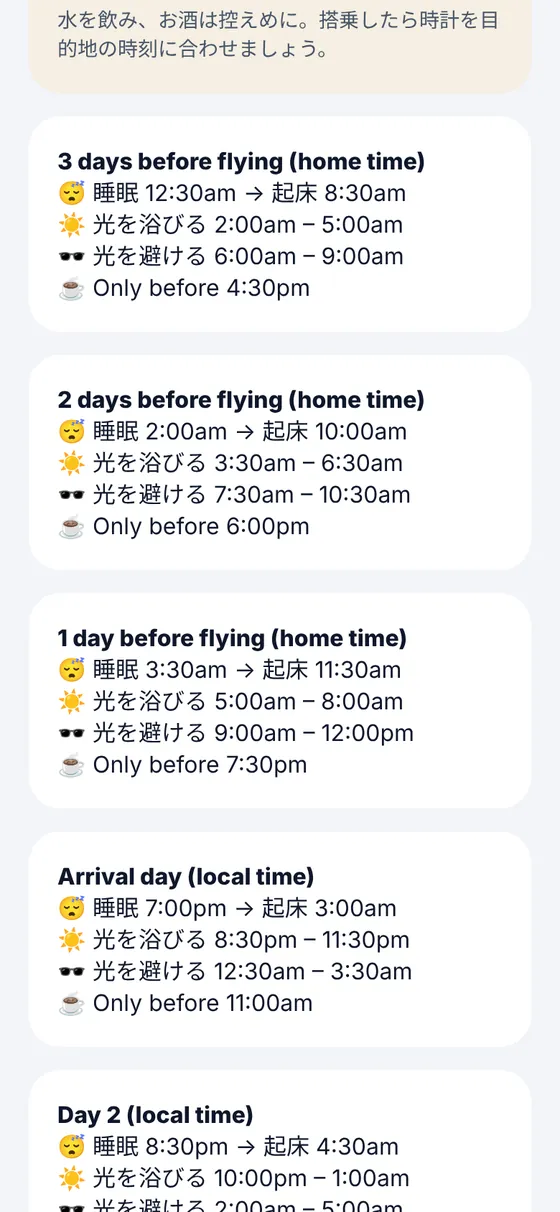 水を飲み、お酒は控えめに。搭乗したら時計を目
的地の時刻に合わせましょう。
3 days before flying (home time)
😴 睡眠 12:30am → 起床 8:30am
☀️ 光を浴びる 2:00am – 5:00am
🕶️ 光を避ける 6:00am – 9:00am
☕ Only before 4:30pm
2 days before flying (home time)
😴 睡眠 2:00am → 起床 10:00am
☀️ 光を浴びる 3:30am – 6:30am
🕶️ 光を避ける 7:30am – 10:30am
☕ Only before 6:00pm
1 day before flying (home time)
😴 睡眠 3:30am → 起床 11:30am
☀️ 光を浴びる 5:00am – 8:00am
🕶️ 光を避ける 9:00am – 12:00pm
☕ Only before 7:30pm
Arrival day (local time)
😴 睡眠 7:00pm → 起床 3:00am
☀️ 光を浴びる 8:30pm – 11:30pm
🕶️ 光を避ける 12:30am – 3:30am
☕ Only before 11:00am
Day 2 (local time)
😴 睡眠 8:30pm → 起床 4:30am
☀️ 光を浴びる 10:00pm – 1:00am
🕶️ 光を避ける 2:00am – 5:00am